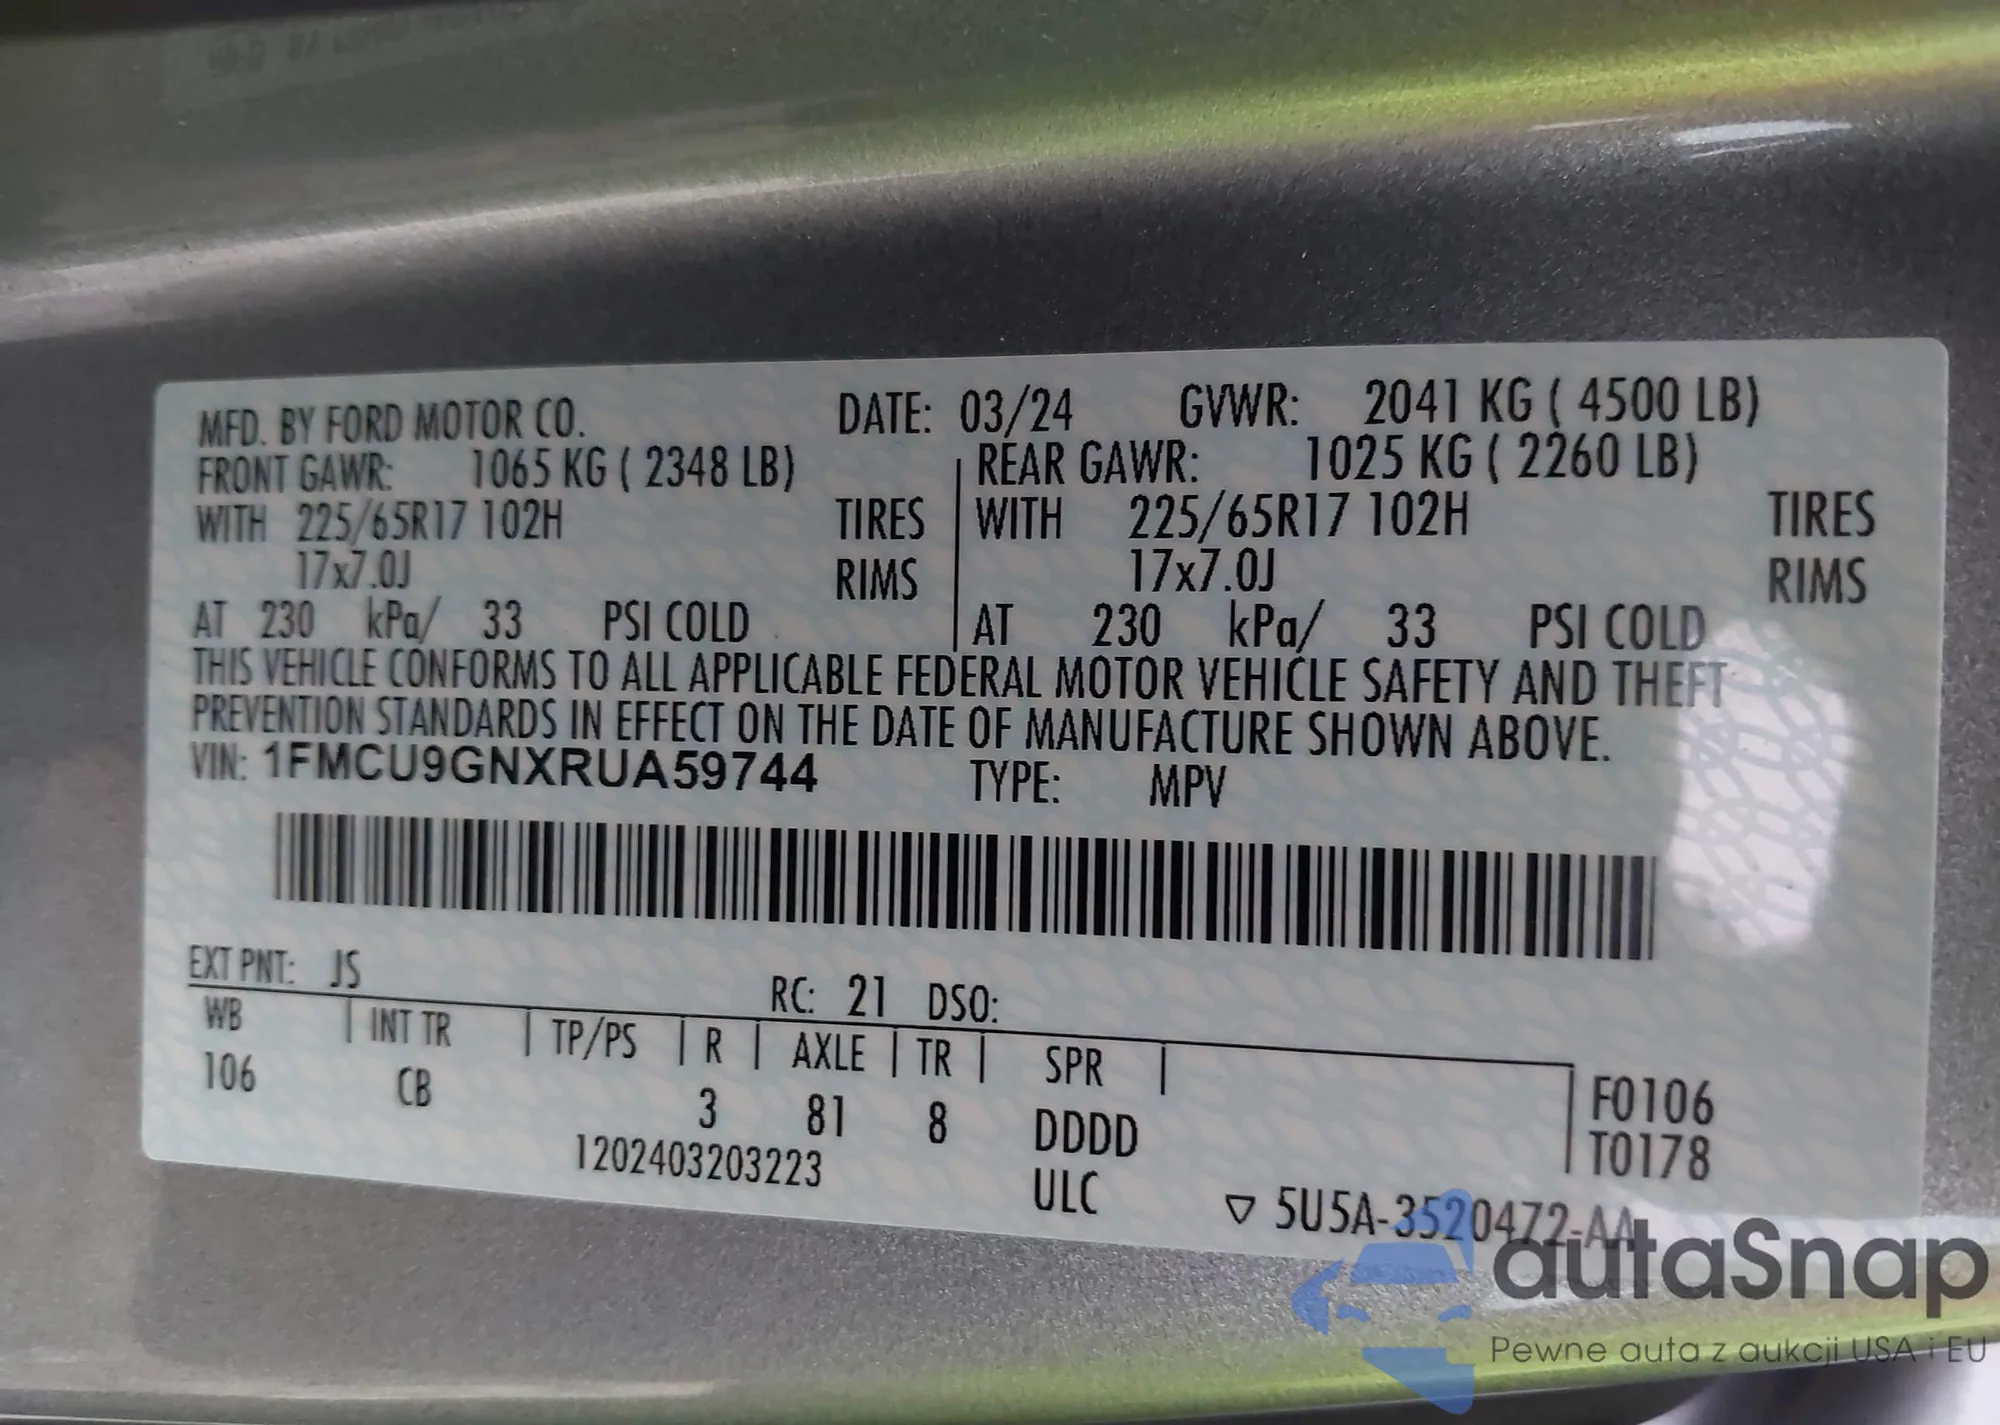 MFD. BY FORD MOTOR CO. DATE: 03/24 GVWR: 2041 KG ( 4500 LB)
FRONT GAWR: 1065 KG ( 2348 LB) REAR GAWR: 1025 KG ( 2260 LB)
WITH 225/65R17 102H TIRES WITH 225/65R17 102H TIRES
17x7.0J RIMS 17x7.0J RIMS
AT 230 kPa/ 33 PSI COLD AT 230 kPa/ 33 PSI COLD
THIS VEHICLE CONFORMS TO ALL APPLICABLE FEDERAL MOTOR VEHICLE SAFETY AND THEFT
PREVENTION STANDARDS IN EFFECT ON THE DATE OF MANUFACTURE SHOWN ABOVE.
VIN: 1FMCU9GNXRUA59744 TYPE: MPV
EXT PNT: JS RC: 21 DSO:
WB | INT TR | TP/PS | R | AXLE | TR | SPR |
106 CB 3 81 8 DDDD F0106
1202403203223 ULC T0178
▽ 5U5A-3520472-AA
autaSnap
Pewne auta z aukcji USA i EU